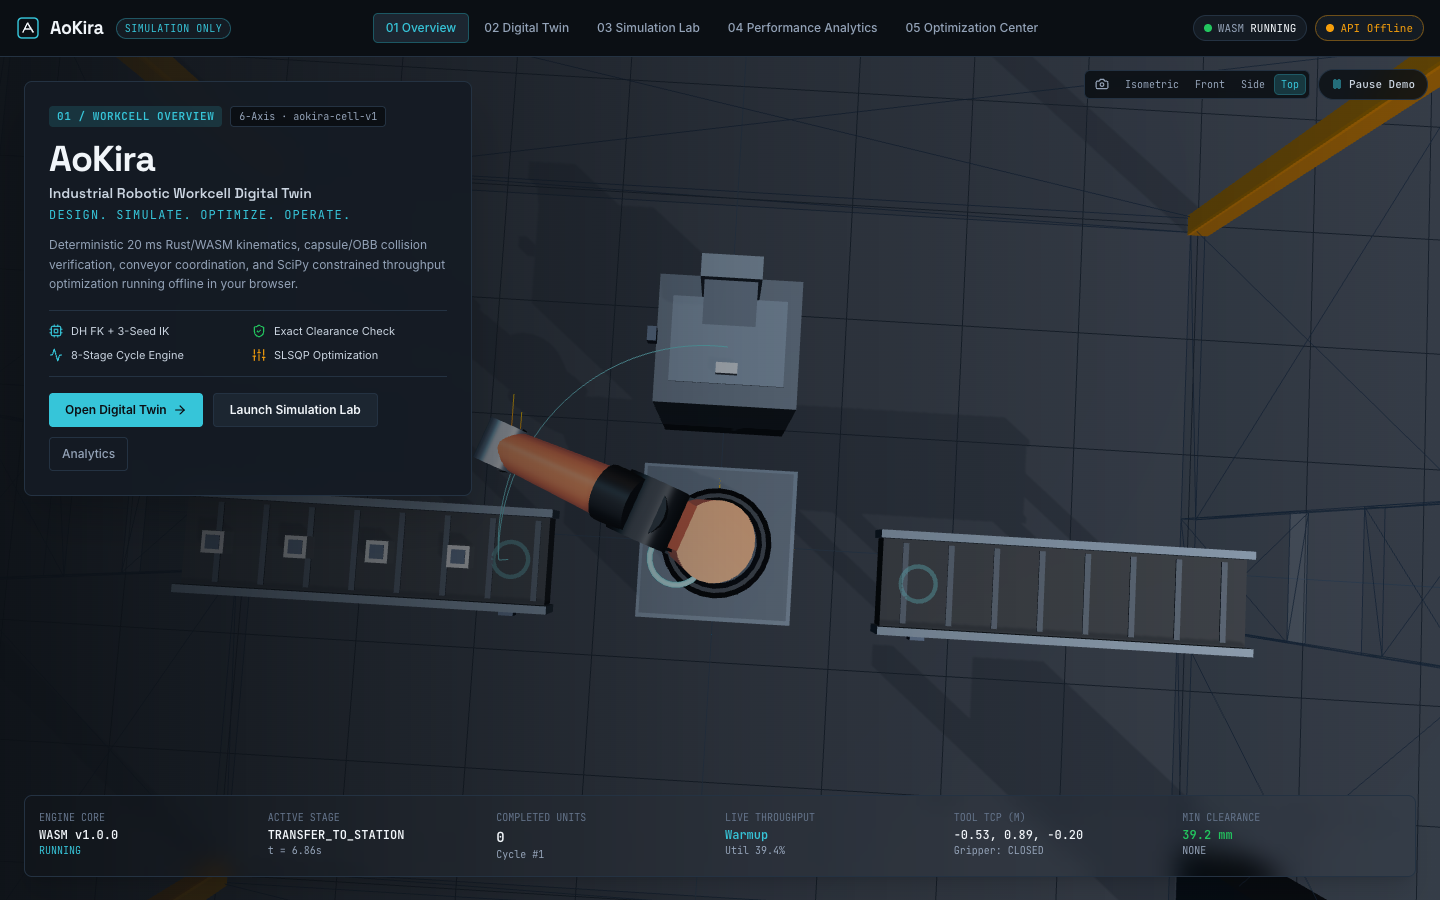 AoKira
SIMULATION ONLY
01 Overview
02 Digital Twin
03 Simulation Lab
04 Performance Analytics
05 Optimization Center
WASM RUNNING
API Offline
Isometric
Front
Side
Top
Pause Demo
01 / WORKCELL OVERVIEW
6-Axis · aokira-cell-v1
AoKira
Industrial Robotic Workcell Digital Twin
DESIGN. SIMULATE. OPTIMIZE. OPERATE.
Deterministic 20 ms Rust/WASM kinematics, capsule/OBB collision
verification, conveyor coordination, and SciPy constrained throughput
optimization running offline in your browser.
DH FK + 3-Seed IK
Exact Clearance Check
8-Stage Cycle Engine
SLSQP Optimization
Open Digital Twin
Launch Simulation Lab
Analytics
ENGINE CORE
WASM v1.0.0
RUNNING
ACTIVE STAGE
TRANSFER_TO_STATION
t = 6.86s
COMPLETED UNITS
0
Cycle #1
LIVE THROUGHPUT
Warmup
Util 39.4%
TOOL TCP (M)
-0.53, 0.89, -0.20
Gripper: CLOSED
MIN CLEARANCE
39.2 mm
NONE